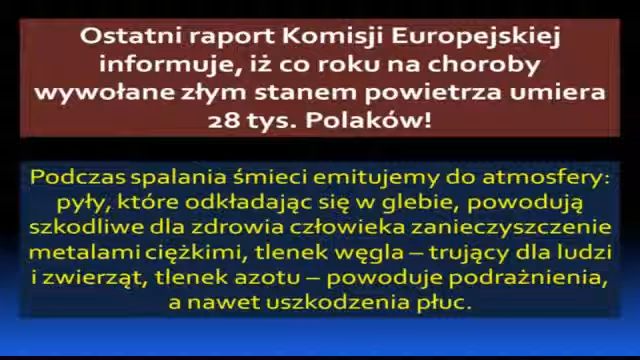 Ostatni raport Komisji Europejskiej
informuje, iż co roku na choroby
wywołane złym stanem powietrza umiera
28 tys. Polaków!
Podczas spalania śmieci emitujemy do atmosfery:
pyły, które odkładając się w glebie, powodują
szkodliwe dla zdrowia człowieka zanieczyszczenie
metalami ciężkimi, tlenek węgla – trujący dla ludzi
i zwierząt, tlenek azotu – powoduje podrażnienia,
a nawet uszkodzenia płuc.